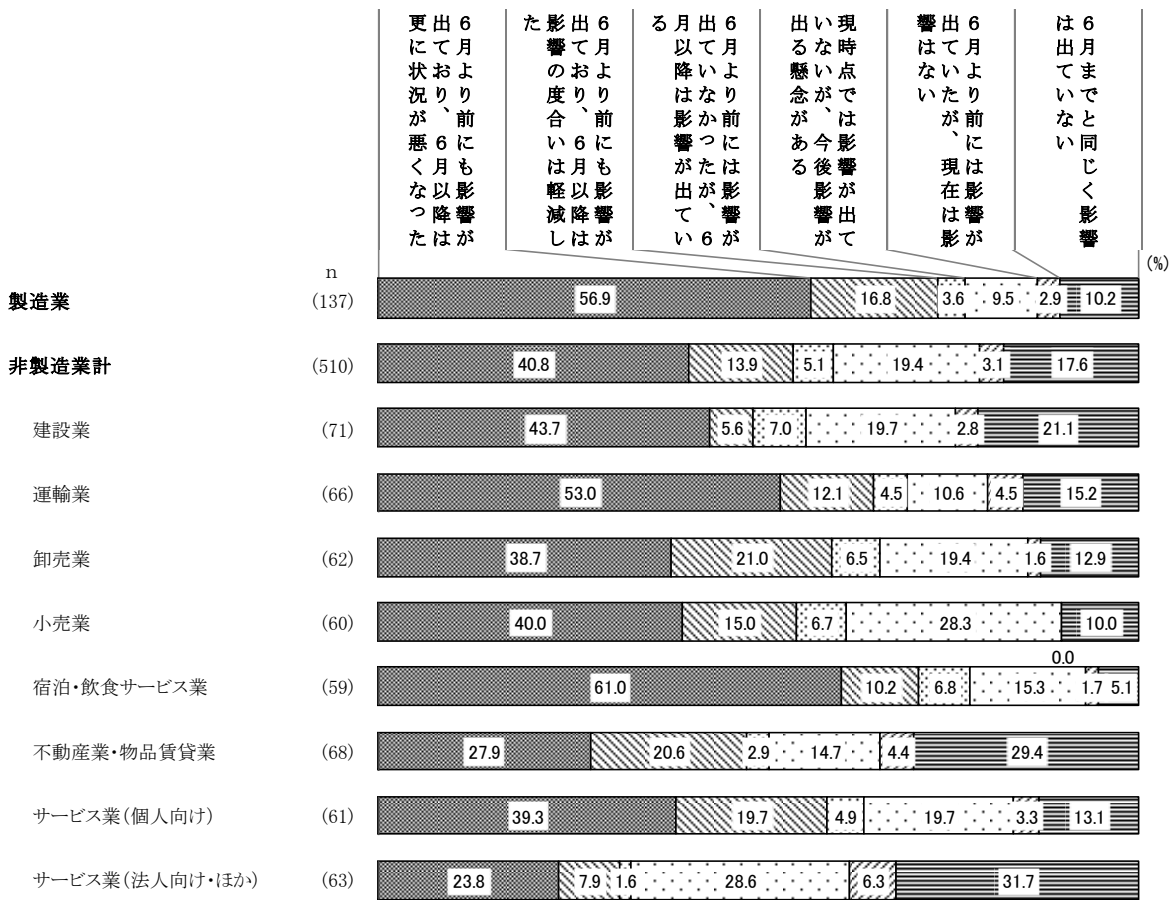 ６月より前にも影響が
出ており、６月以降は
更に状況が悪くなった
６月より前にも影響が
出ており、６月以降は
影響の度合いは軽減し
た
６月より前には影響が
出ていなかったが、６
月以降は影響が出てい
る
現時点では影響が出て
いないが、今後影響が
出る懸念がある
６月より前には影響が
出ていたが、現在は影
響はない
６月までと同じく影響
は出ていない
(%)
n
製造業 (137) 56.9 16.8 3.6 9.5 2.9 10.2
非製造業計 (510) 40.8 13.9 5.1 19.4 3.1 17.6
建設業 (71) 43.7 5.6 7.0 19.7 2.8 21.1
運輸業 (66) 53.0 12.1 4.5 10.6 4.5 15.2
卸売業 (62) 38.7 21.0 6.5 19.4 1.6 12.9
小売業 (60) 40.0 15.0 6.7 28.3 10.0
0.0
宿泊・飲食サービス業 (59) 61.0 10.2 6.8 15.3 1.7 5.1
不動産業・物品賃貸業 (68) 27.9 20.6 2.9 14.7 4.4 29.4
サービス業(個人向け) (61) 39.3 19.7 4.9 19.7 3.3 13.1
サービス業(法人向け・ほか) (63) 23.8 7.9 1.6 28.6 6.3 31.7